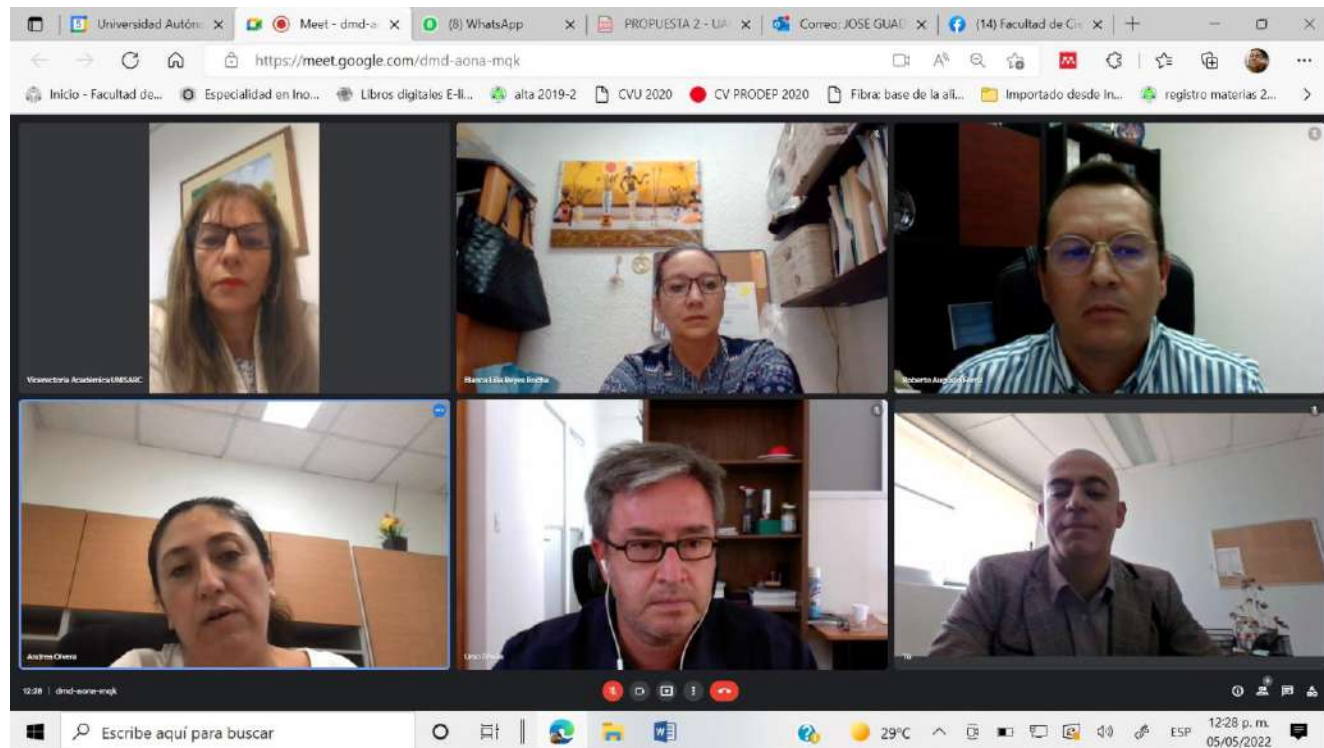 Universidad Autón
Meet - dmd-a
(8) WhatsApp
PROPUESTA 2 - UA
Correo: JOSE GUAD
(14) Facultad de Cie
https://meet.google.com/dmd-aona-mqk
Inicio - Facultad de...
Especialidad en Ino...
Libros digitales E-li...
alta 2019-2
CVU 2020
CV PRODEP 2020
Fibra: base de la ali...
Importado desde In...
registro materias 2...
Vicerrectoría Académica UNISARC
Blanca Lilia Reyes Rocha
Roberto Augusto
Andrea Olvera
12:28 | dmd-aona-mqk
Escribe aquí para buscar
29°C
ESP
12:28 p. m.
05/05/2022